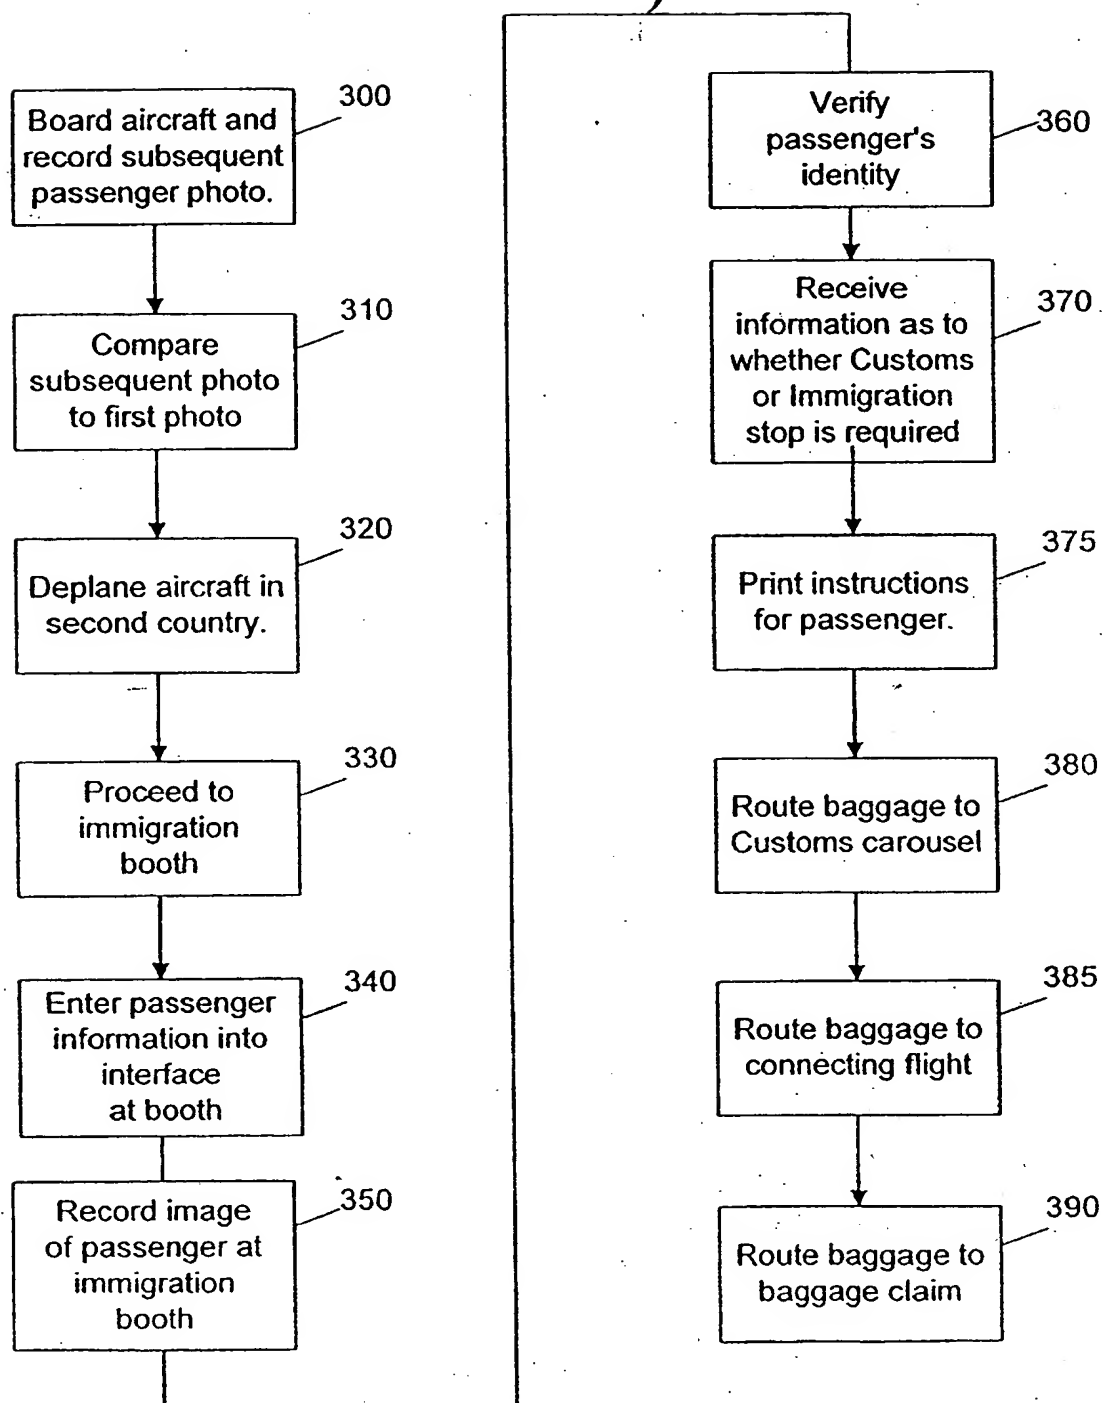 300
Board aircraft and
record subsequent
passenger photo.
310
Compare
subsequent photo
to first photo
320
Deplane aircraft in
second country.
330
Proceed to
immigration
booth
340
Enter passenger
information into
interface
at booth
350
Record image
of passenger at
immigration
booth
360
Verify
passenger's
identity
370
Receive
information as to
whether Customs
or Immigration
stop is required
375
Print instructions
for passenger.
380
Route baggage to
Customs carousel
385
Route baggage to
connecting flight
390
Route baggage to
baggage claim